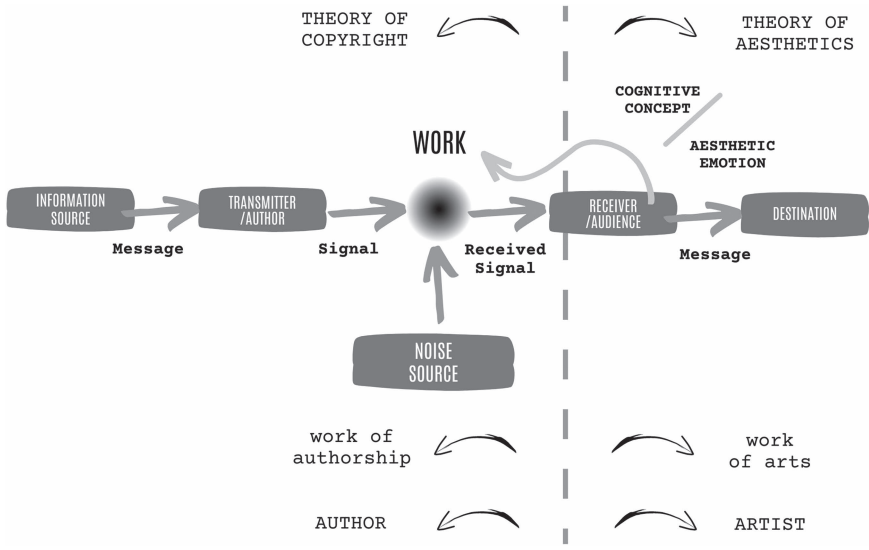 THEORY OF
COPYRIGHT
THEORY OF
AESTHETICS
COGNITIVE
CONCEPT
AESTHETIC
EMOTION
WORK
INFORMATION
SOURCE
TRANSMITTER
/AUTHOR
RECEIVER
/AUDIENCE
DESTINATION
Message
Signal
Received
Signal
Message
NOISE
SOURCE
work of
authorship
work
of arts
AUTHOR
ARTIST